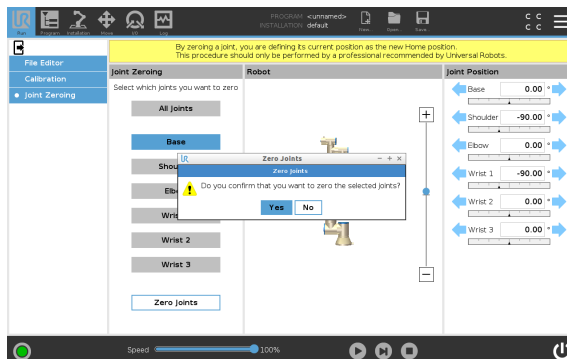 PROGRAM <unnamed>
INSTALLATION default
Run
Program
Installation
Move
I/O
Log
New...
Open...
Save...
C C
C C
By zeroing a joint, you are defining its current position as the new Home position.
This procedure should only be performed by a professional recommended by Universal Robots.
File Editor
Calibration
Joint Zeroing
Joint Zeroing
Select which joints you want to zero
All Joints
Base
Shou
Elb
Wris
Wrist 2
Wrist 3
Zero Joints
Robot
Zero Joints
Zero Joints
Do you confirm that you want to zero the selected joints?
Yes
No
Joint Position
Base 0.00 °
Shoulder -90.00 °
Elbow 0.00 °
Wrist 1 -90.00 °
Wrist 2 0.00 °
Wrist 3 0.00 °
Speed 100%